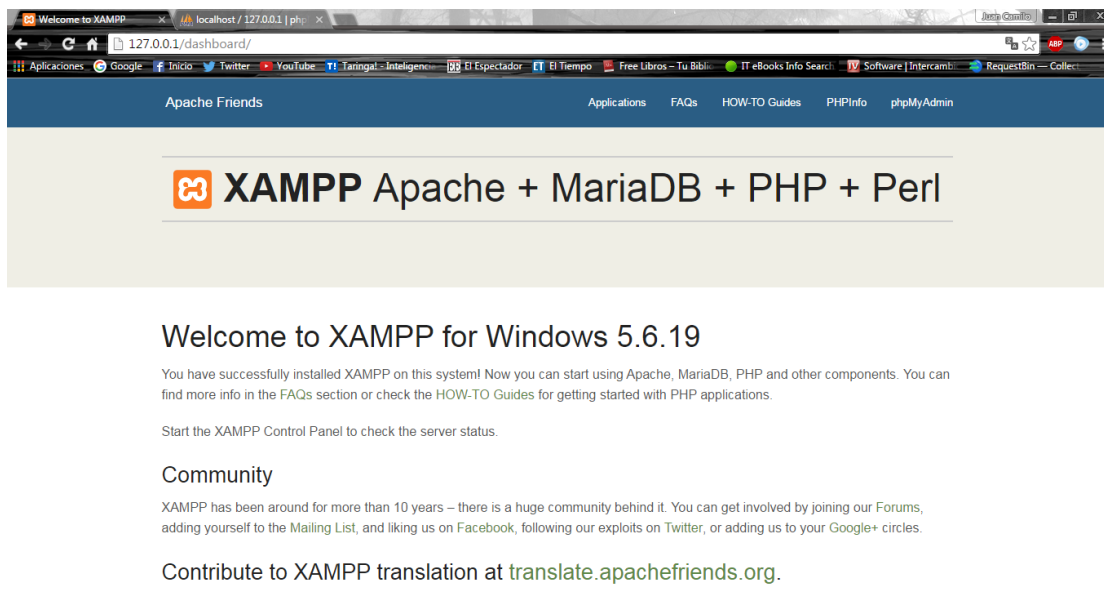 Welcome to XAMPP
localhost / 127.0.0.1 | php
Juan Camilo
127.0.0.1/dashboard/
ABP
Aplicaciones Google Inicio Twitter YouTube Taringa! - Inteligenci El Espectador El Tiempo Free Libros – Tu Biblic IT eBooks Info Search Software | Intercamb RequestBin — Collect
Apache Friends Applications FAQs HOW-TO Guides PHPInfo phpMyAdmin
XAMPP Apache + MariaDB + PHP + Perl
Welcome to XAMPP for Windows 5.6.19
You have successfully installed XAMPP on this system! Now you can start using Apache, MariaDB, PHP and other components. You can
find more info in the FAQs section or check the HOW-TO Guides for getting started with PHP applications.
Start the XAMPP Control Panel to check the server status.
Community
XAMPP has been around for more than 10 years – there is a huge community behind it. You can get involved by joining our Forums,
adding yourself to the Mailing List, and liking us on Facebook, following our exploits on Twitter, or adding us to your Google+ circles.
Contribute to XAMPP translation at translate.apachefriends.org.